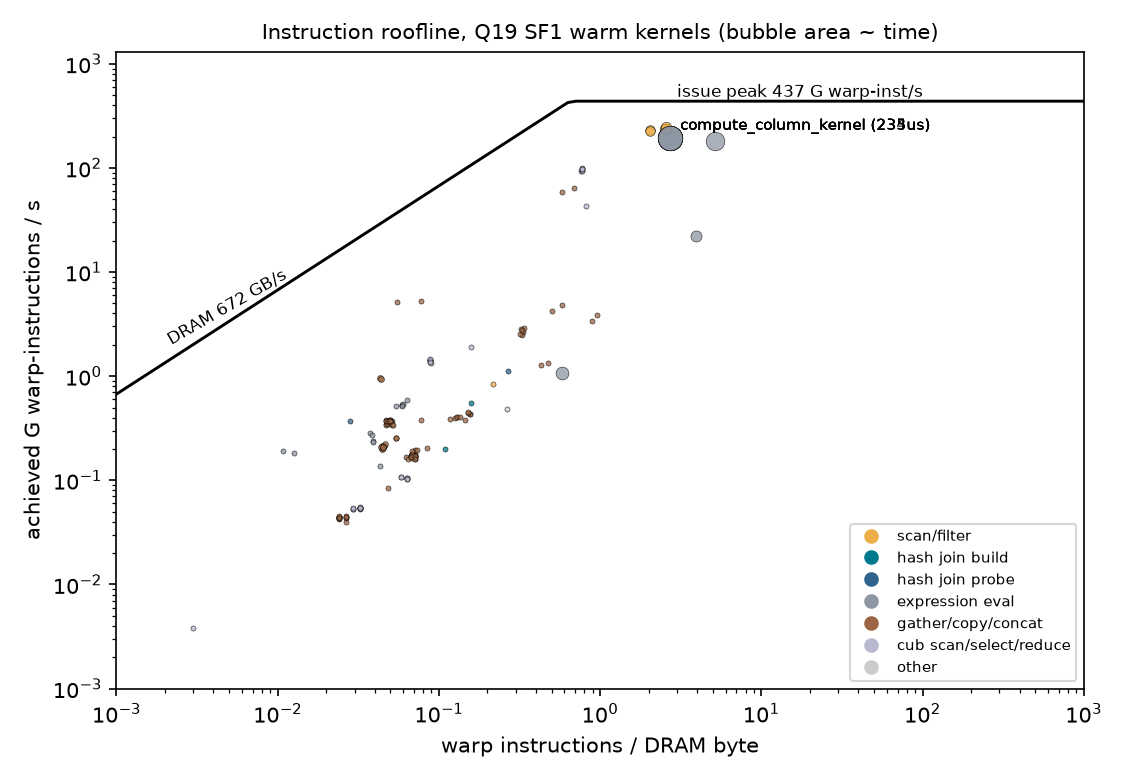 Instruction roofline, Q19 SF1 warm kernels (bubble area ~ time)
achieved G warp-instructions / s
10³
10²
10¹
10⁰
10⁻¹
10⁻²
10⁻³
issue peak 437 G warp-inst/s
compute_column_kernel
DRAM 672 GB/s
scan/filter
hash join build
hash join probe
expression eval
gather/copy/concat
cub scan/select/reduce
other
10⁻³
10⁻²
10⁻¹
10⁰
10¹
10²
10³
warp instructions / DRAM byte